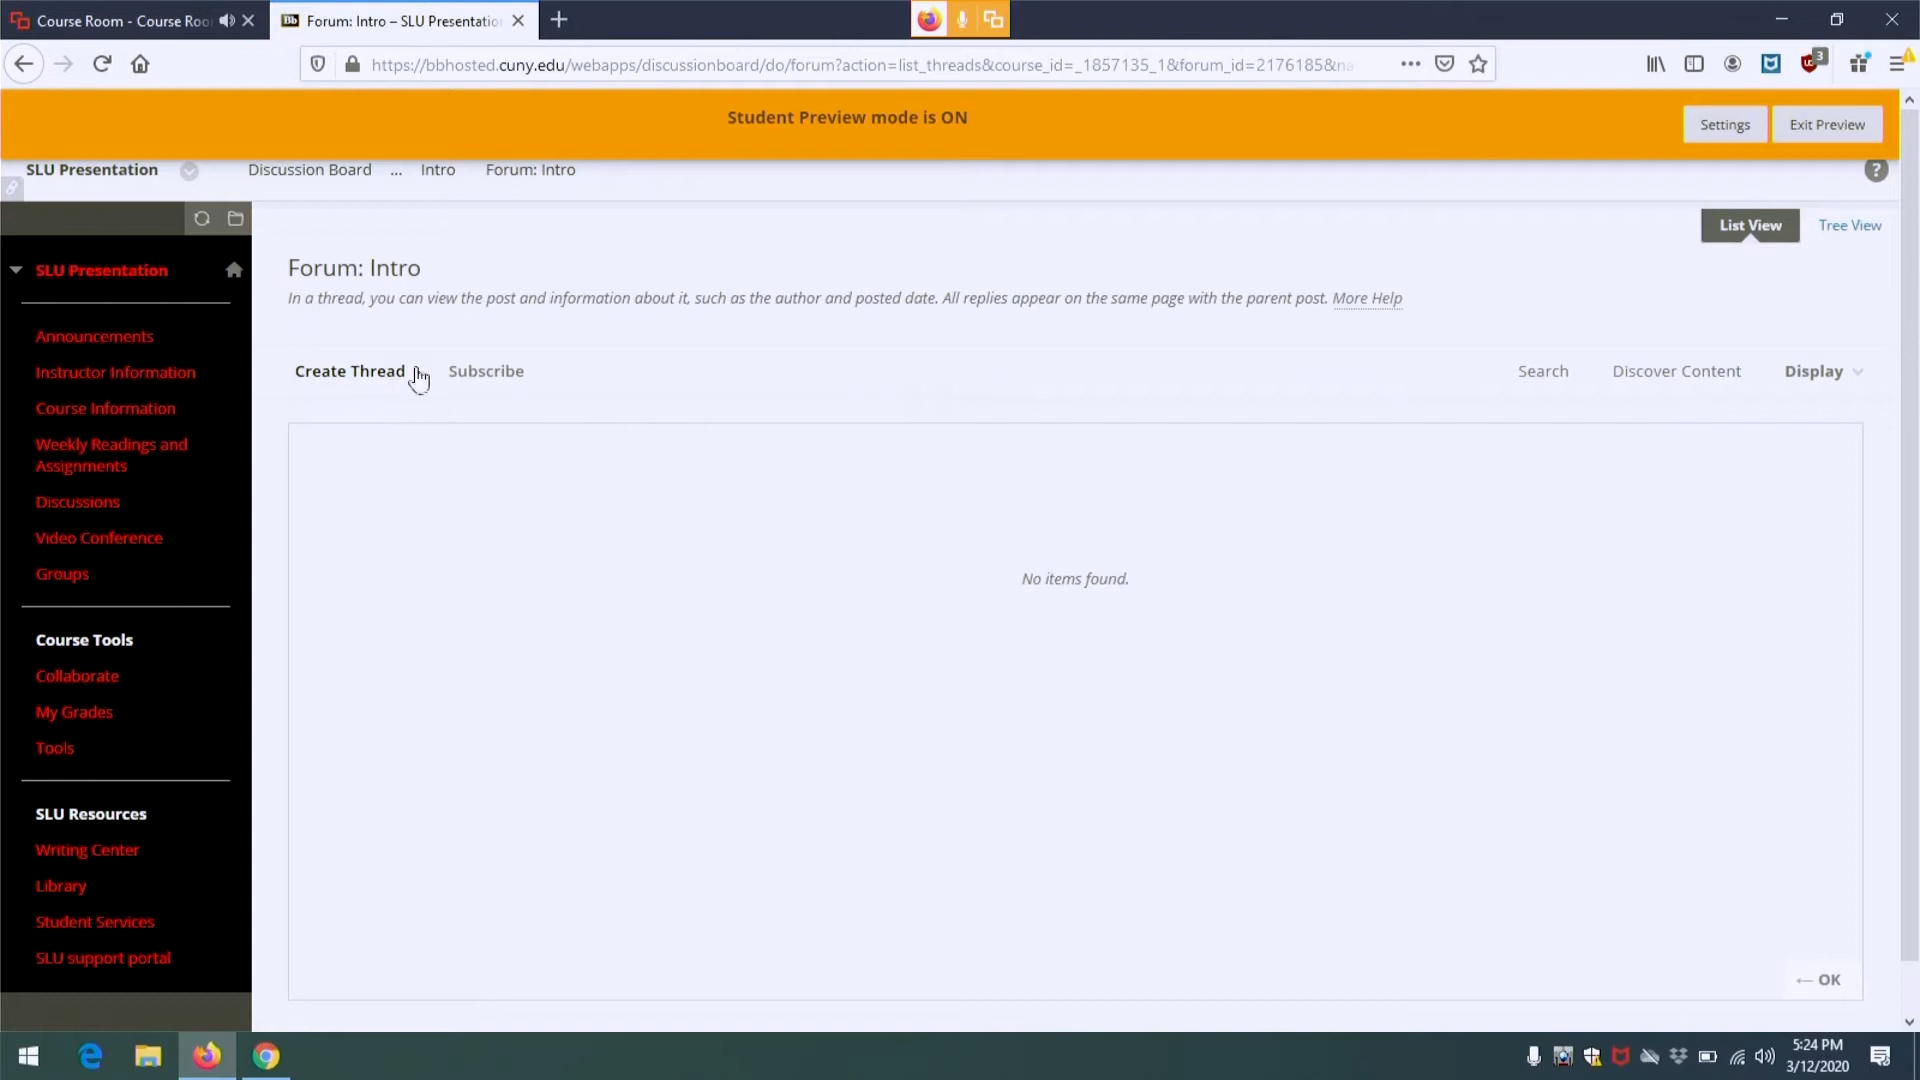 Course Room - Course Roo
Bb Forum: Intro – SLU Presentatio
https://bbhosted.cuny.edu/webapps/discussionboard/do/forum?action=list_threads&course_id=_1857135_1&forum_id=2176185&na
3
Student Preview mode is ON
Settings
Exit Preview
SLU Presentation
Discussion Board
...
Intro
Forum: Intro
?
List View
Tree View
SLU Presentation
Announcements
Instructor Information
Course Information
Weekly Readings and
Assignments
Discussions
Video Conference
Groups
Course Tools
Collaborate
My Grades
Tools
SLU Resources
Writing Center
Library
Student Services
SLU support portal
Forum: Intro
In a thread, you can view the post and information about it, such as the author and posted date. All replies appear on the same page with the parent post. More Help
Create Thread
Subscribe
Search
Discover Content
Display
No items found.
← OK
5:24 PM
3/12/2020